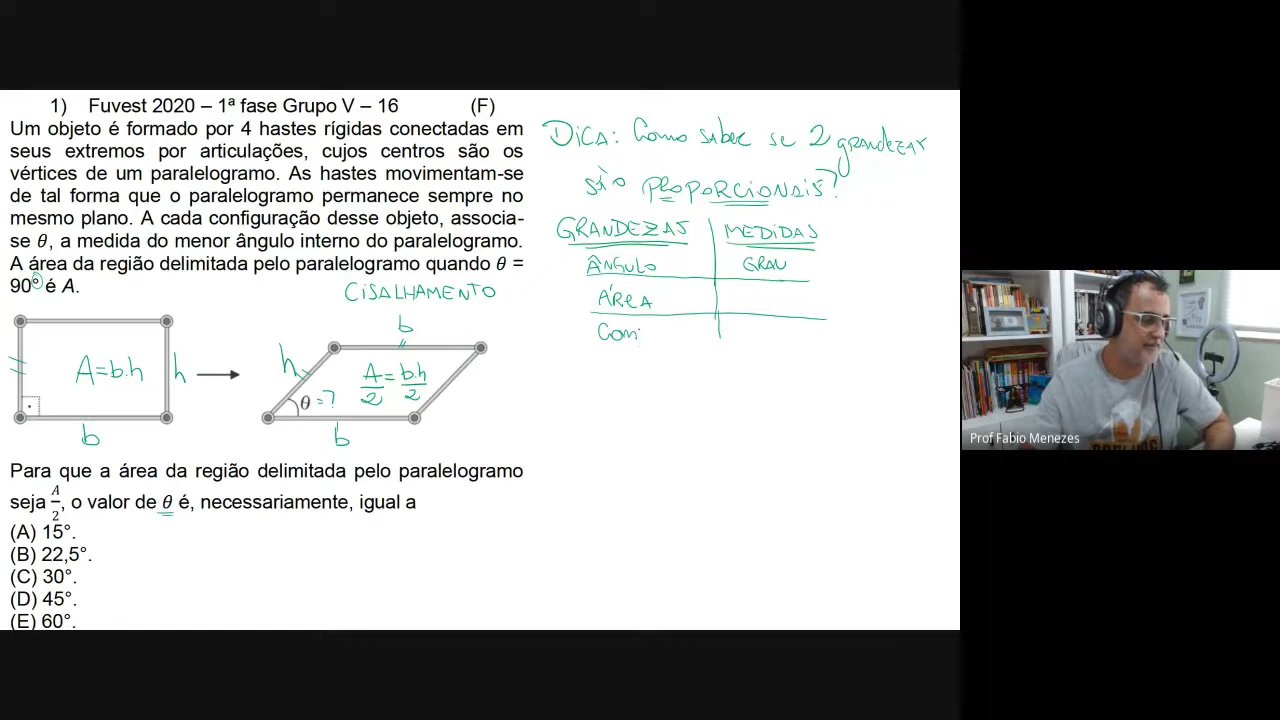 1) Fuvest 2020 – 1ª fase Grupo V – 16 (F)
Um objeto é formado por 4 hastes rígidas conectadas em
seus extremos por articulações, cujos centros são os
vértices de um paralelogramo. As hastes movimentam-se
de tal forma que o paralelogramo permanece sempre no
mesmo plano. A cada configuração desse objeto, associa-
se θ, a medida do menor ângulo interno do paralelogramo.
A área da região delimitada pelo paralelogramo quando θ =
90° é A.
CISALHAMENTO
A=b.h
h
b
b
h
A/2 = b.h/2
θ =?
b
Para que a área da região delimitada pelo paralelogramo
seja A/2, o valor de θ é, necessariamente, igual a
(A) 15°.
(B) 22,5°.
(C) 30°.
(D) 45°.
(E) 60°.
DICA: Como saber se 2 GRANDEZAS
são PROPORCIONAIS?
GRANDEZAS MEDIDAS
ÂNGULO GRAU
ÁREA
Com
Prof Fabio Menezes